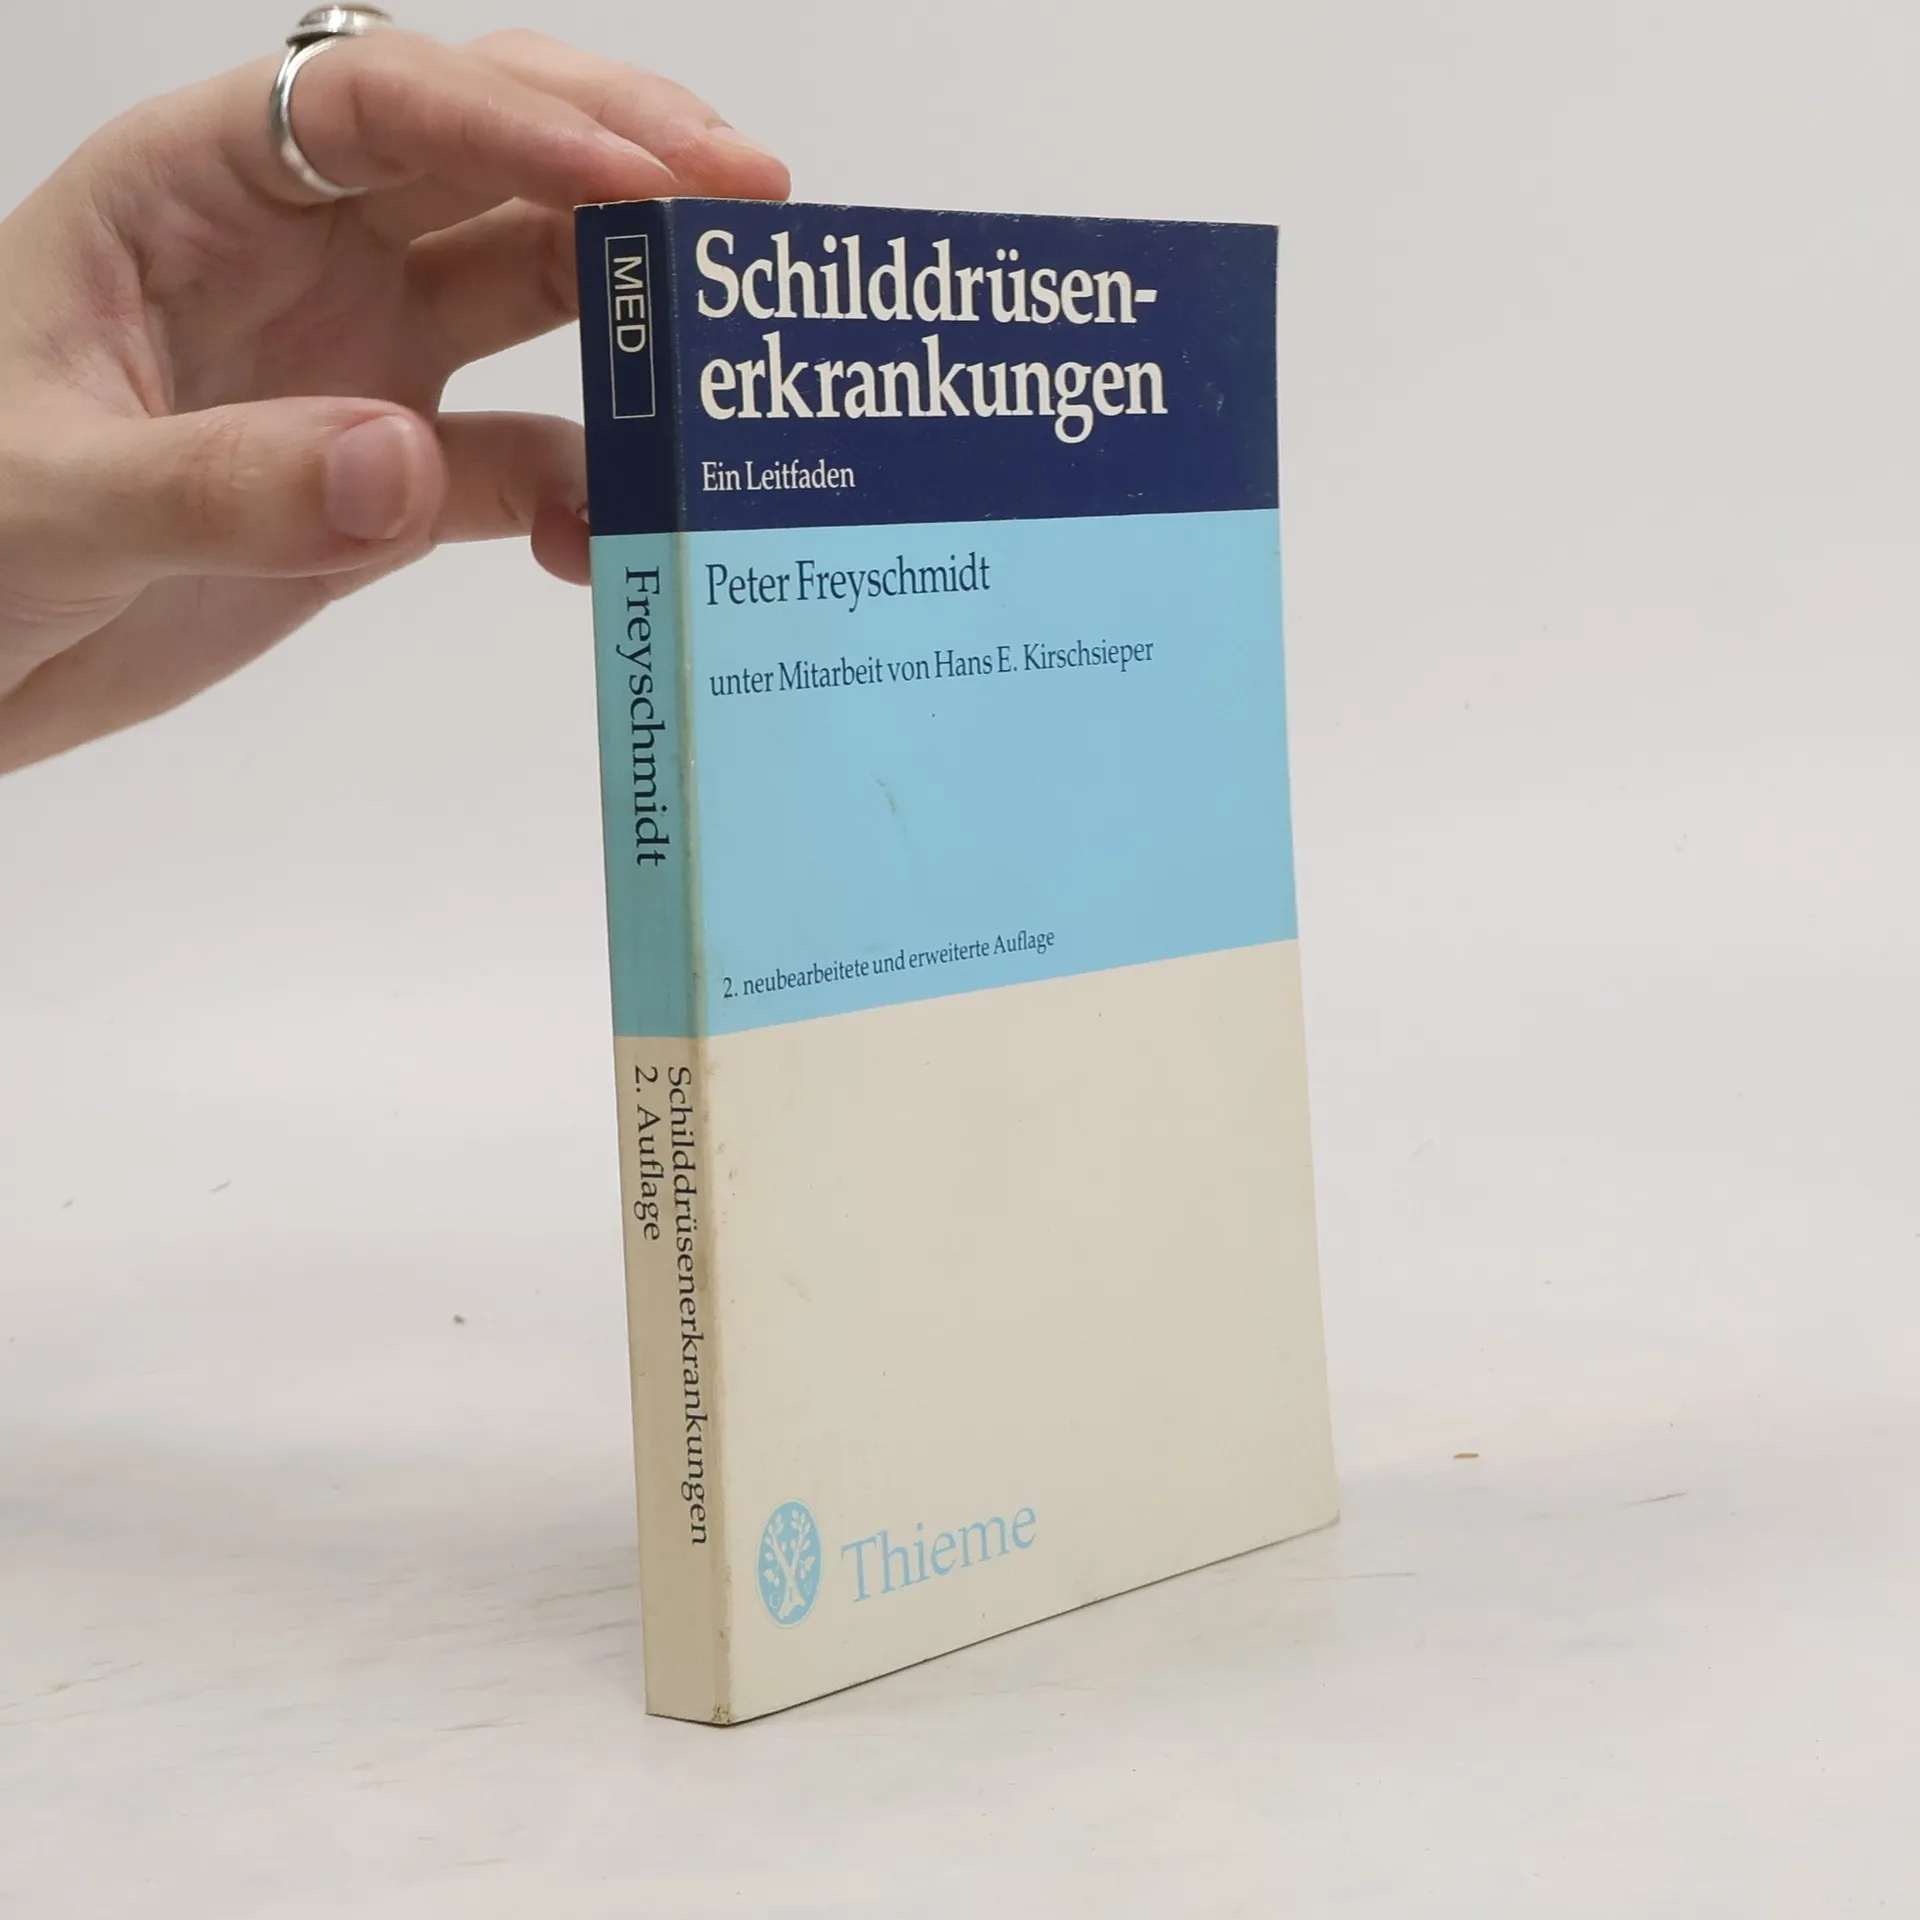 MED
Freyschmidt
Schilddrüsenerkrankungen
2. Auflage
Schilddrüsen-
erkrankungen
Ein Leitfaden
Peter Freyschmidt
unter Mitarbeit von Hans E. Kirschsieper
2. neubearbeitete und erweiterte Auflage
Thieme